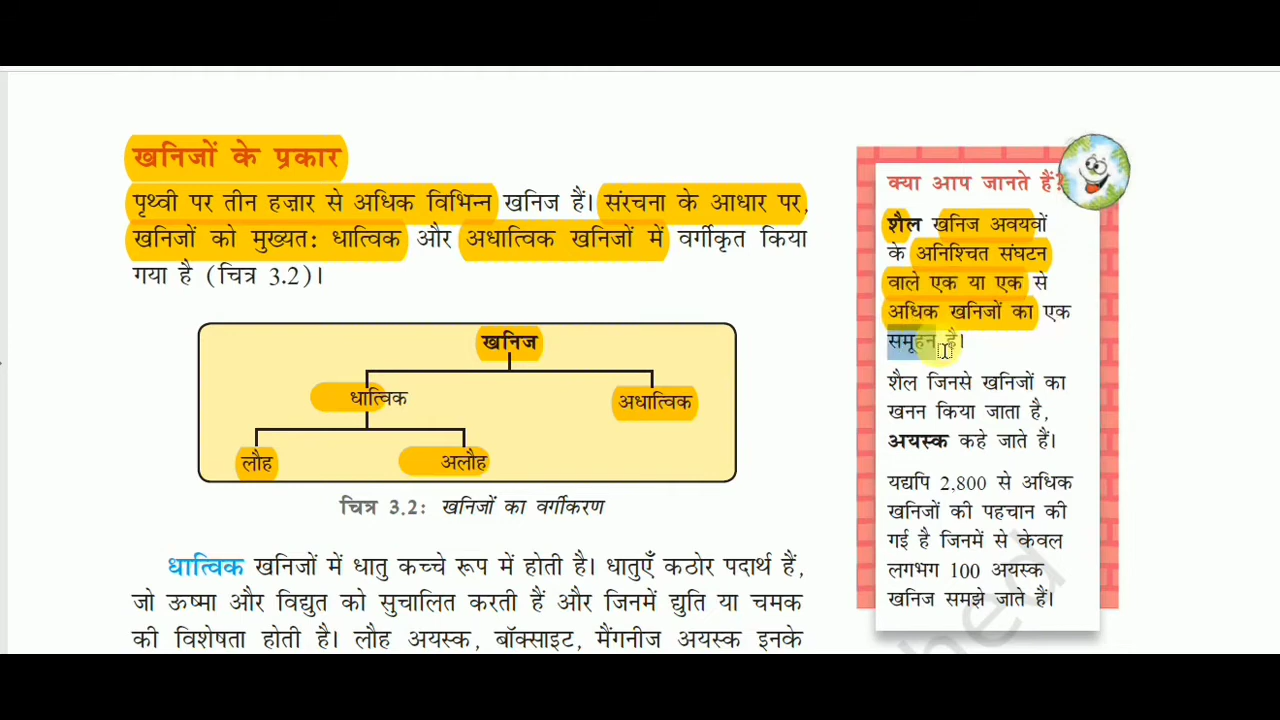 खनिजों के प्रकार
पृथ्वी पर तीन हज़ार से अधिक विभिन्न खनिज हैं। संरचना के आधार पर,
खनिजों को मुख्यत: धात्विक और अधात्विक खनिजों में वर्गीकृत किया
गया है (चित्र 3.2)।
खनिज
धात्विक
अधात्विक
लौह
अलौह
चित्र 3.2: खनिजों का वर्गीकरण
धात्विक खनिजों में धातु कच्चे रूप में होती है। धातुएँ कठोर पदार्थ हैं,
जो ऊष्मा और विद्युत को सुचालित करती हैं और जिनमें द्युति या चमक
की विशेषता होती है। लौह अयस्क, बॉक्साइट, मैंगनीज अयस्क इनके
क्या आप जानते हैं?
शैल खनिज अवयवों
के अनिश्चित संघटन
वाले एक या एक से
अधिक खनिजों का एक
समूहन है।
शैल जिनसे खनिजों का
खनन किया जाता है,
अयस्क कहे जाते हैं।
यद्यपि 2,800 से अधिक
खनिजों की पहचान की
गई है जिनमें से केवल
लगभग 100 अयस्क
खनिज समझे जाते हैं।